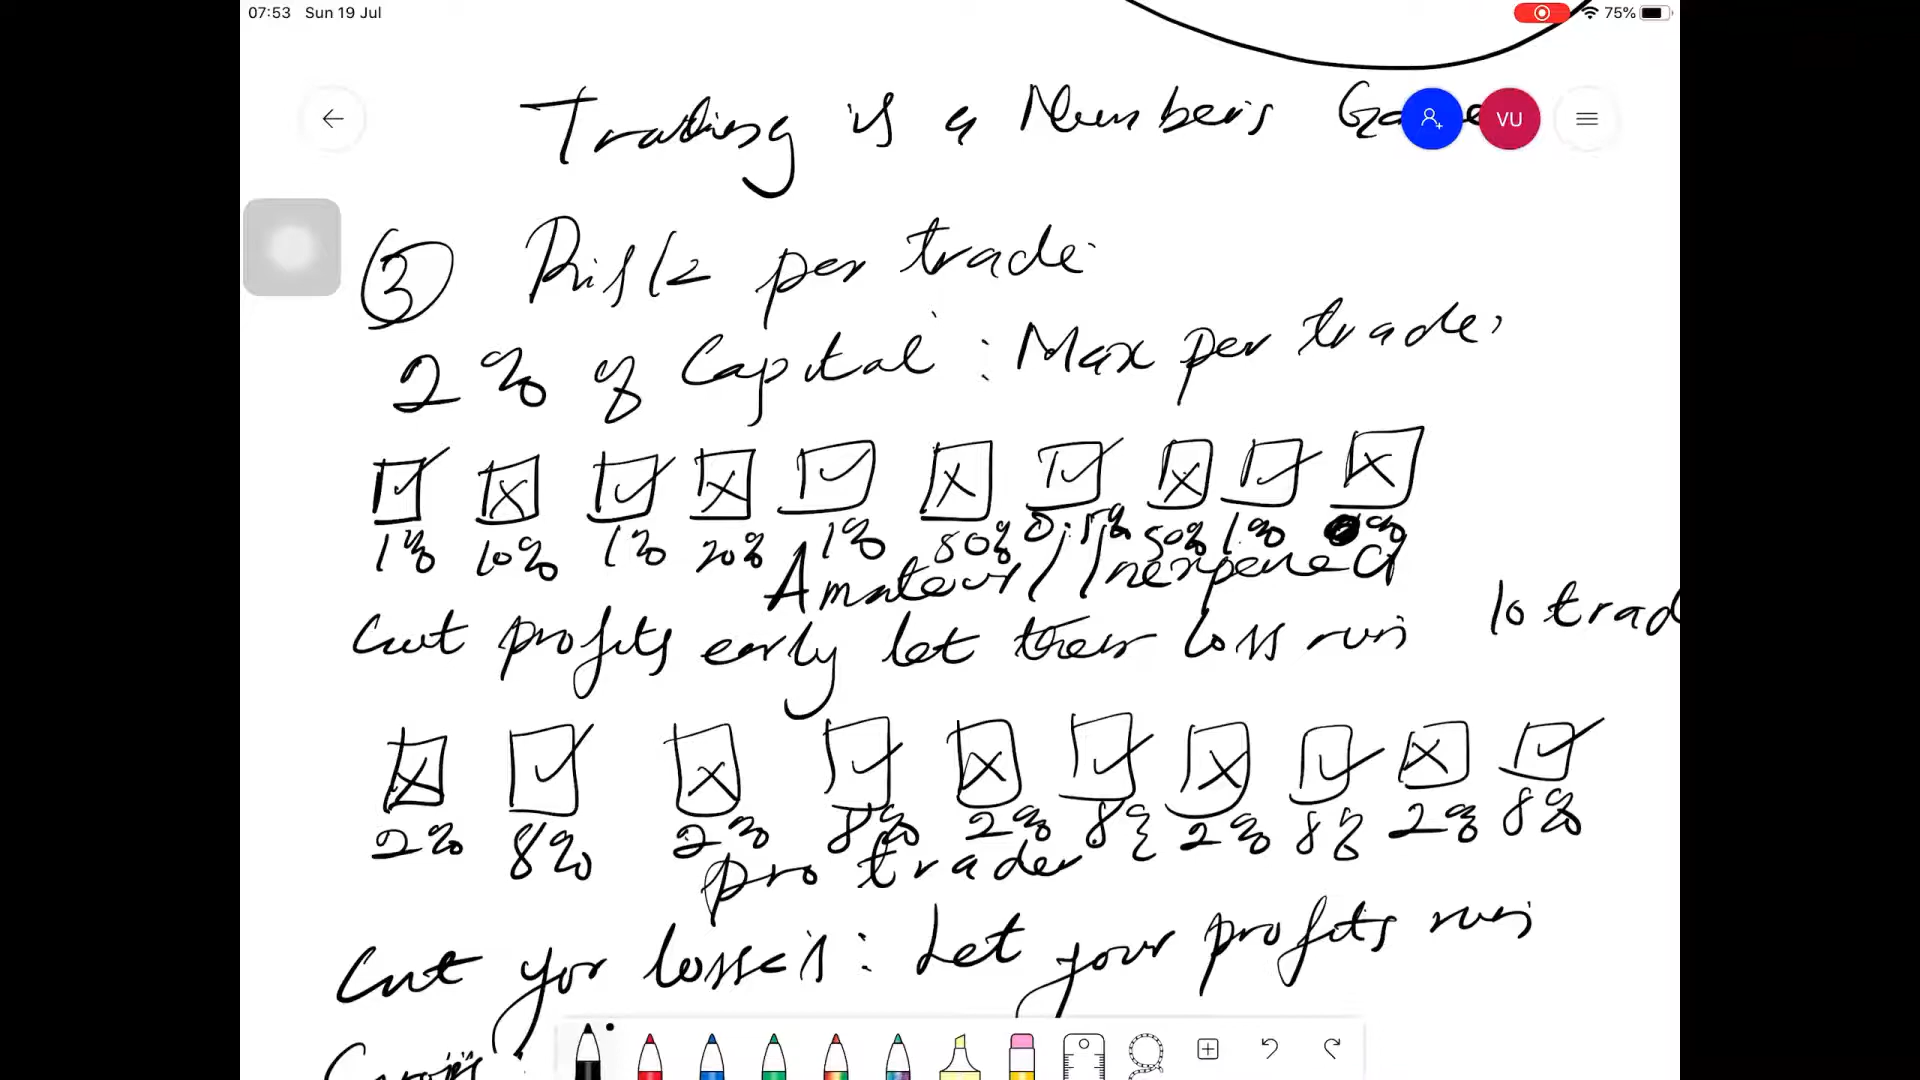 07:53 Sun 19 Jul
75%
Trading is a Numbers Game
VU
3 Risk per trade
2% of Capital : Max per trade
1% 10% 1% 20% 1% 80% 0.5% 50% 1% %
Amateur /
Cut profits early let their loss run
10 trad
2% 8% 2% 8% 2% 8% 2% 8% 2% 8%
pro trader
Cut yor losses : Let your profits run